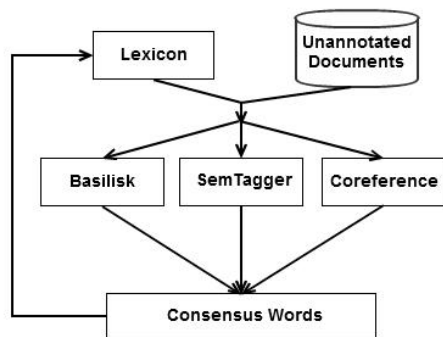 Lexicon
Unannotated
Documents
Basilisk
SemTagger
Coreference
Consensus Words